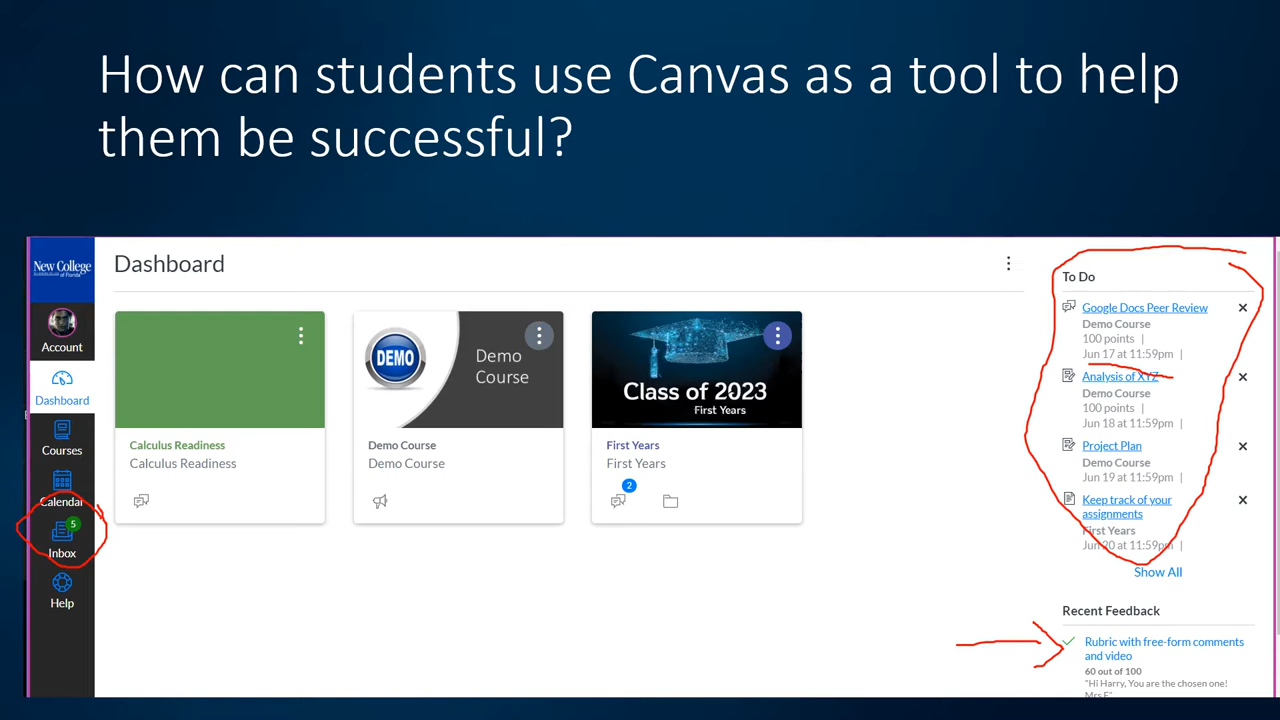 How can students use Canvas as a tool to help
them be successful?
New College
of Florida
Account
Dashboard
Courses
Calendar
5
Inbox
Help
Dashboard
Calculus Readiness
Calculus Readiness
DEMO
Demo
Course
Demo Course
Demo Course
Class of 2023
First Years
First Years
First Years
2
To Do
Google Docs Peer Review
Demo Course
100 points |
Jun 17 at 11:59pm |
Analysis of XYZ
Demo Course
100 points |
Jun 18 at 11:59pm |
Project Plan
Demo Course
Jun 19 at 11:59pm |
Keep track of your
assignments
First Years
Jun 20 at 11:59pm |
Show All
Recent Feedback
Rubric with free-form comments
and video
60 out of 100
"Hi Harry, You are the chosen one!
Mrs F"